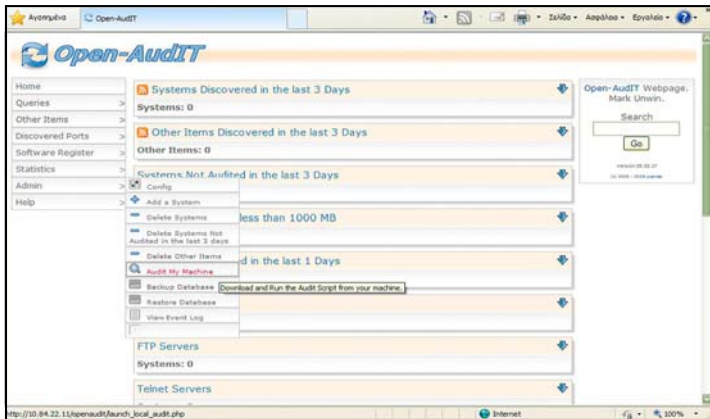 Αγαπημένα
Open-AudIT
Σελίδα
Ασφάλεια
Εργαλεία
Open-AudIT
Home
Queries >
Other Items >
Discovered Ports >
Software Register >
Statistics >
Admin >
Help >
Systems Discovered in the last 3 Days
Systems: 0
Other Items Discovered in the last 3 Days
Other Items: 0
Systems Not Audited in the last 3 Days
less than 1000 MB
d in the last 1 Days
FTP Servers
Systems: 0
Telnet Servers
Config
Add a System
Delete Systems
Delete Systems Not
Audited in the last 3 days
Delete Other Items
Audit My Machine
Backup Database
Download and Run the Audit Script from your machine.
Restore Database
View Event Log
Open-AudIT Webpage.
Mark Unwin.
Search
Go
http://10.84.22.11/openaudit/launch_local_audit.php
Internet
100%